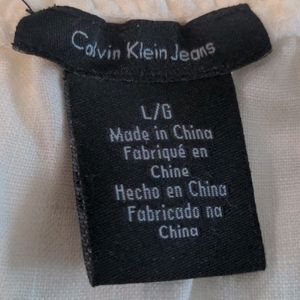 Calvin Klein Jeans
L/G
Made in China
Fabriqué en
Chine
Hecho en China
Fabricado na
China